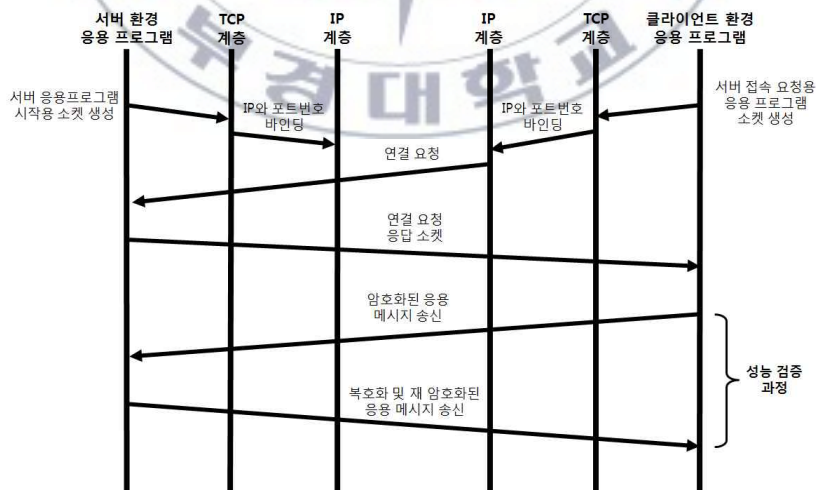 서버 환경
응용 프로그램
TCP
계층
IP
계층
IP
계층
TCP
계층
클라이언트 환경
응용 프로그램
부경대학교
서버 응용프로그램
시작용 소켓 생성
IP와 포트번호
바인딩
IP와 포트번호
바인딩
서버 접속 요청용
응용 프로그램
소켓 생성
연결 요청
연결 요청
응답 소켓
암호화된 응용
메시지 송신
복호화 및 재 암호화된
응용 메시지 송신
성능 검증
과정